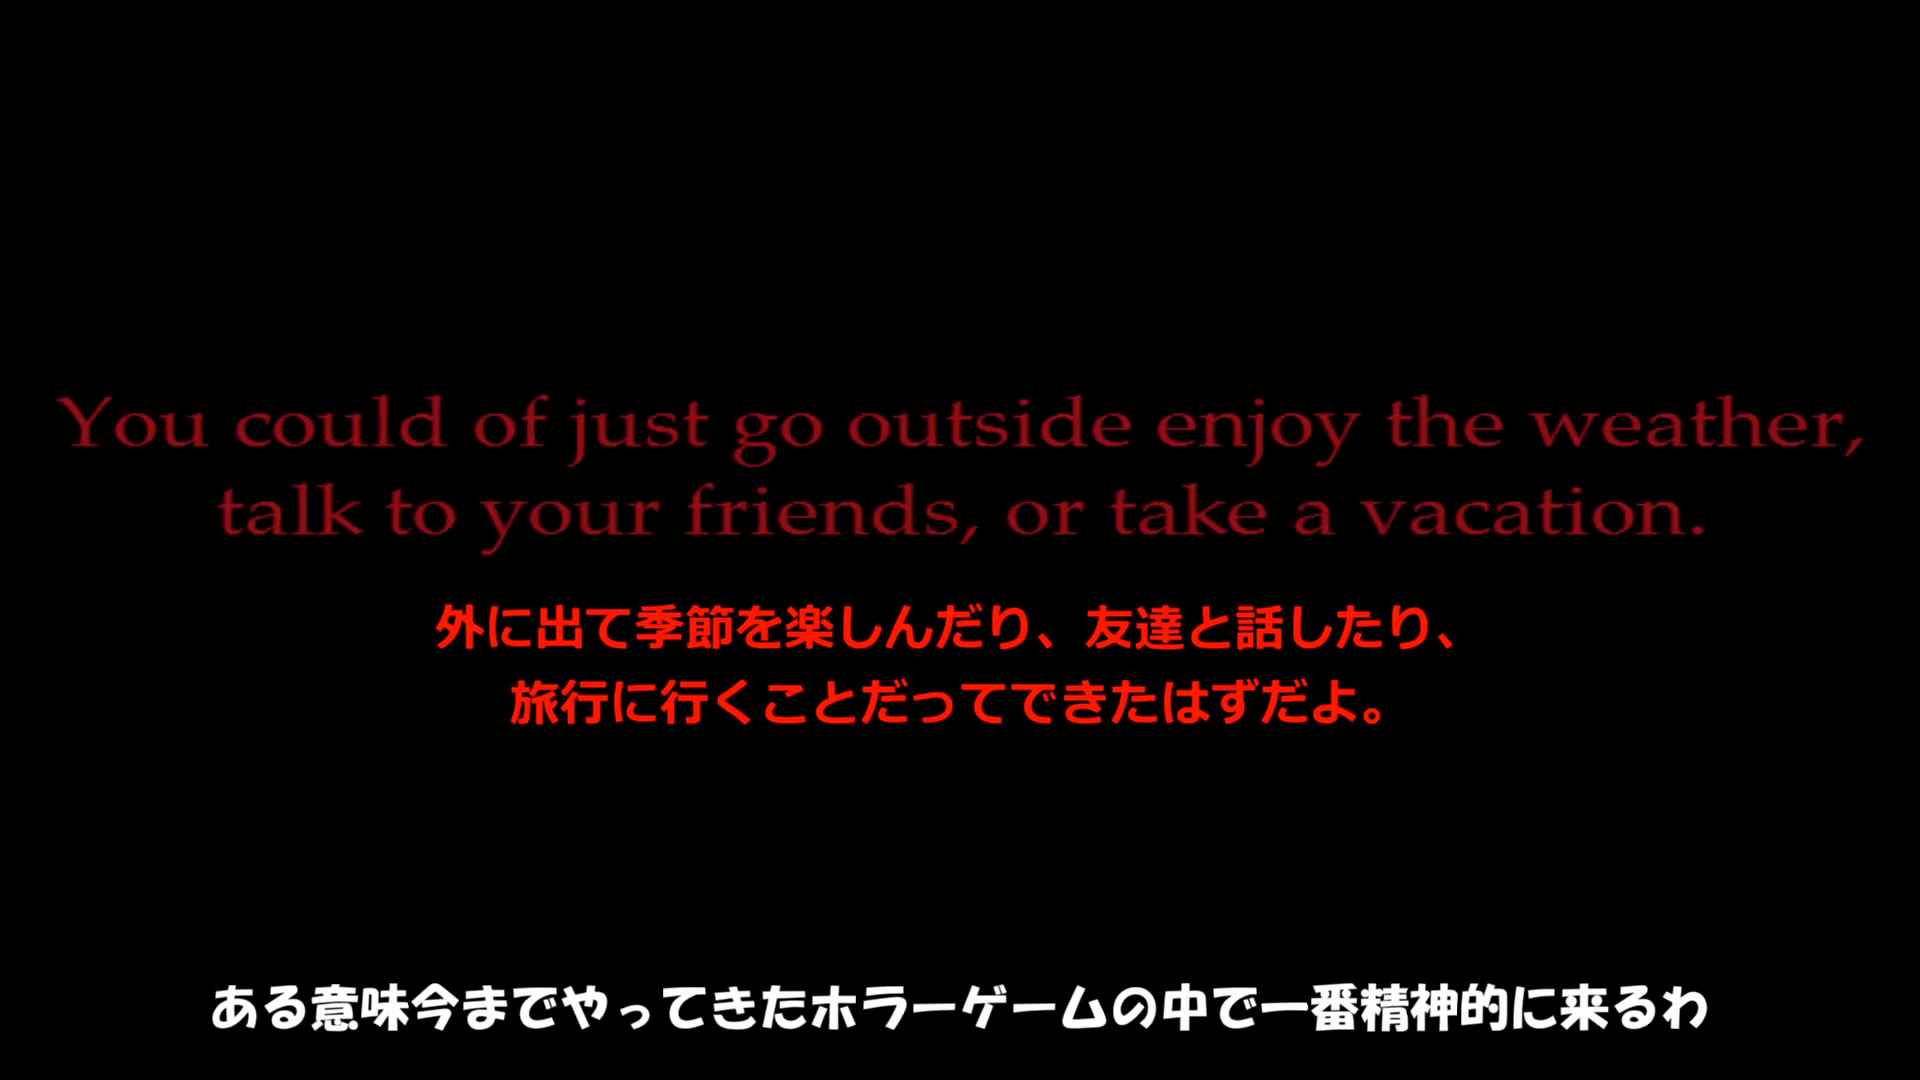 You could of just go outside enjoy the weather,
talk to your friends, or take a vacation.
外に出て季節を楽しんだり、友達と話したり、
旅行に行くことだってできたはずだよ。
ある意味今までやってきたホラーゲームの中で一番精神的に来るわ